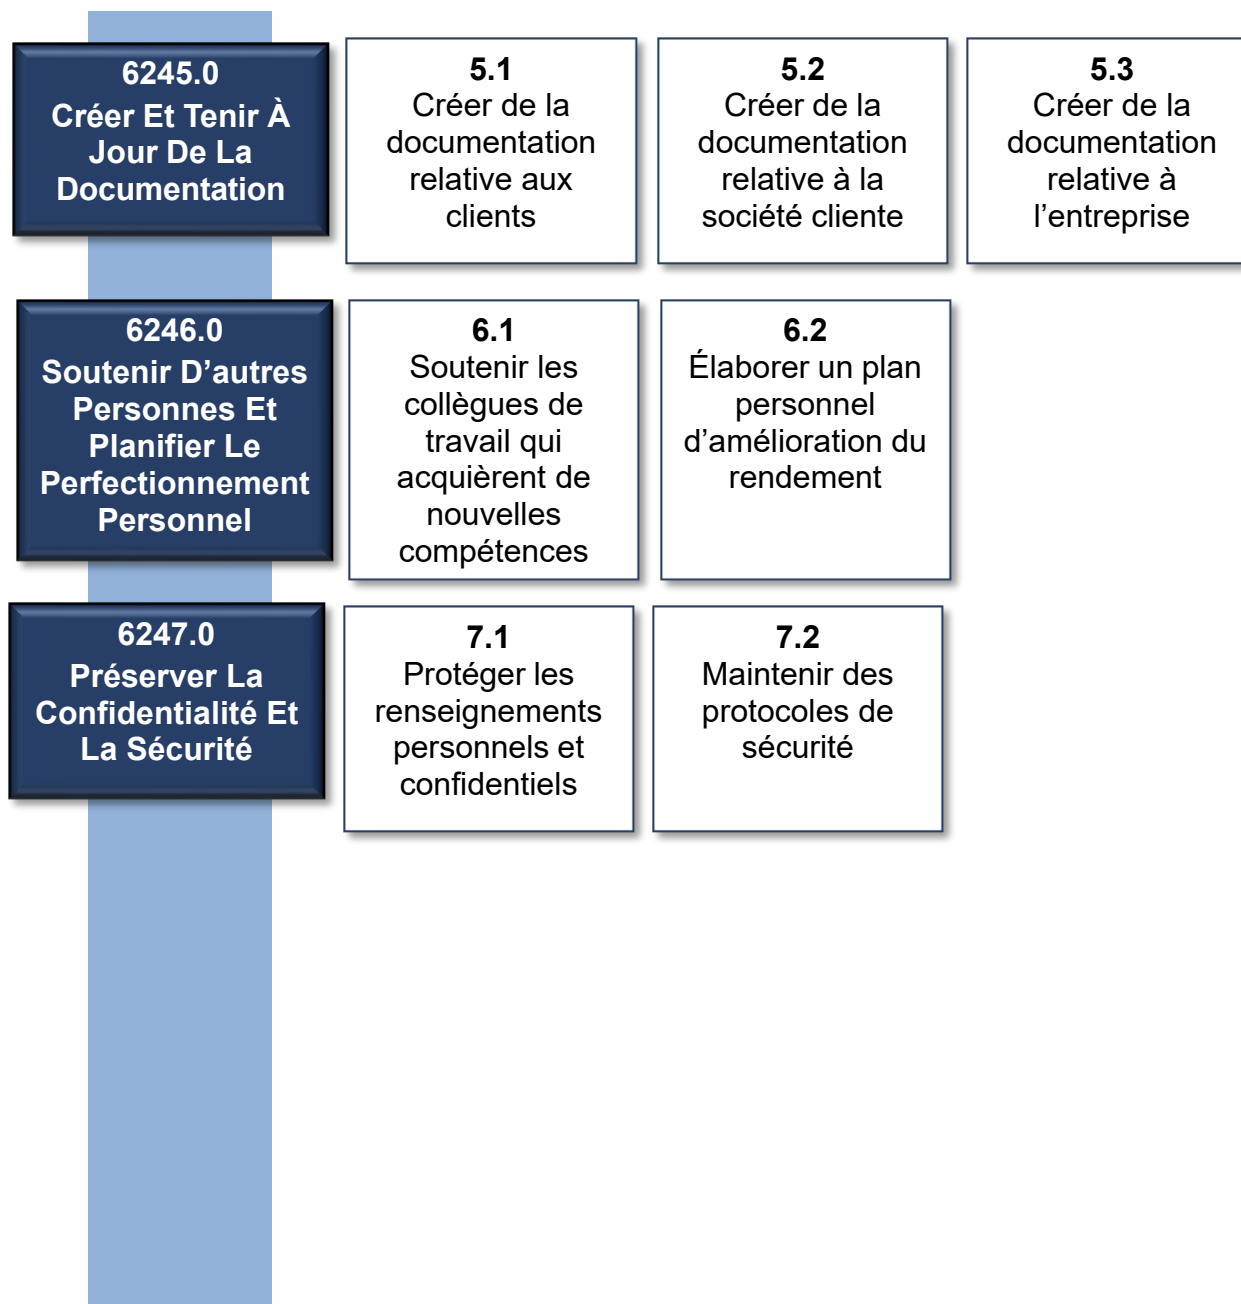 6245.0
Créer Et Tenir À
Jour De La
Documentation
5.1
Créer de la
documentation
relative aux
clients
5.2
Créer de la
documentation
relative à la
société cliente
5.3
Créer de la
documentation
relative à
l’entreprise
6246.0
Soutenir D’autres
Personnes Et
Planifier Le
Perfectionnement
Personnel
6.1
Soutenir les
collègues de
travail qui
acquièrent de
nouvelles
compétences
6.2
Élaborer un plan
personnel
d’amélioration du
rendement
6247.0
Préserver La
Confidentialité Et
La Sécurité
7.1
Protéger les
renseignements
personnels et
confidentiels
7.2
Maintenir des
protocoles de
sécurité